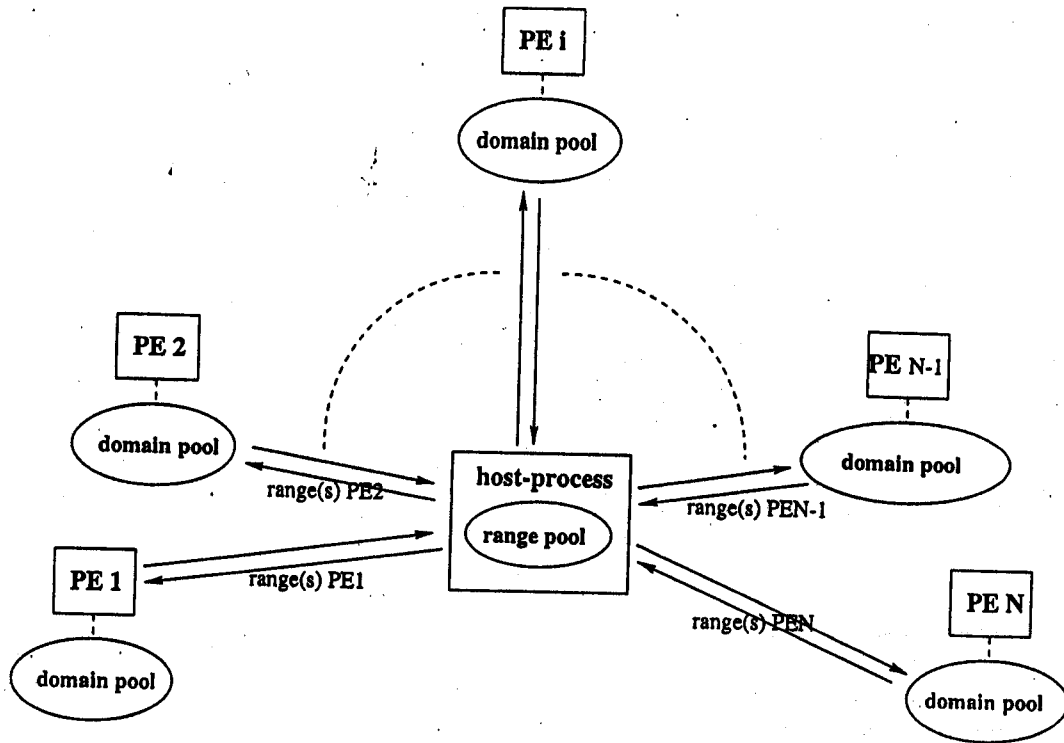 PE i
domain pool
PE 2
domain pool
range(s) PE2
PE N-1
domain pool
range(s) PEN-1
host-process
range pool
PE 1
domain pool
range(s) PE1
PE N
domain pool
range(s) PEN